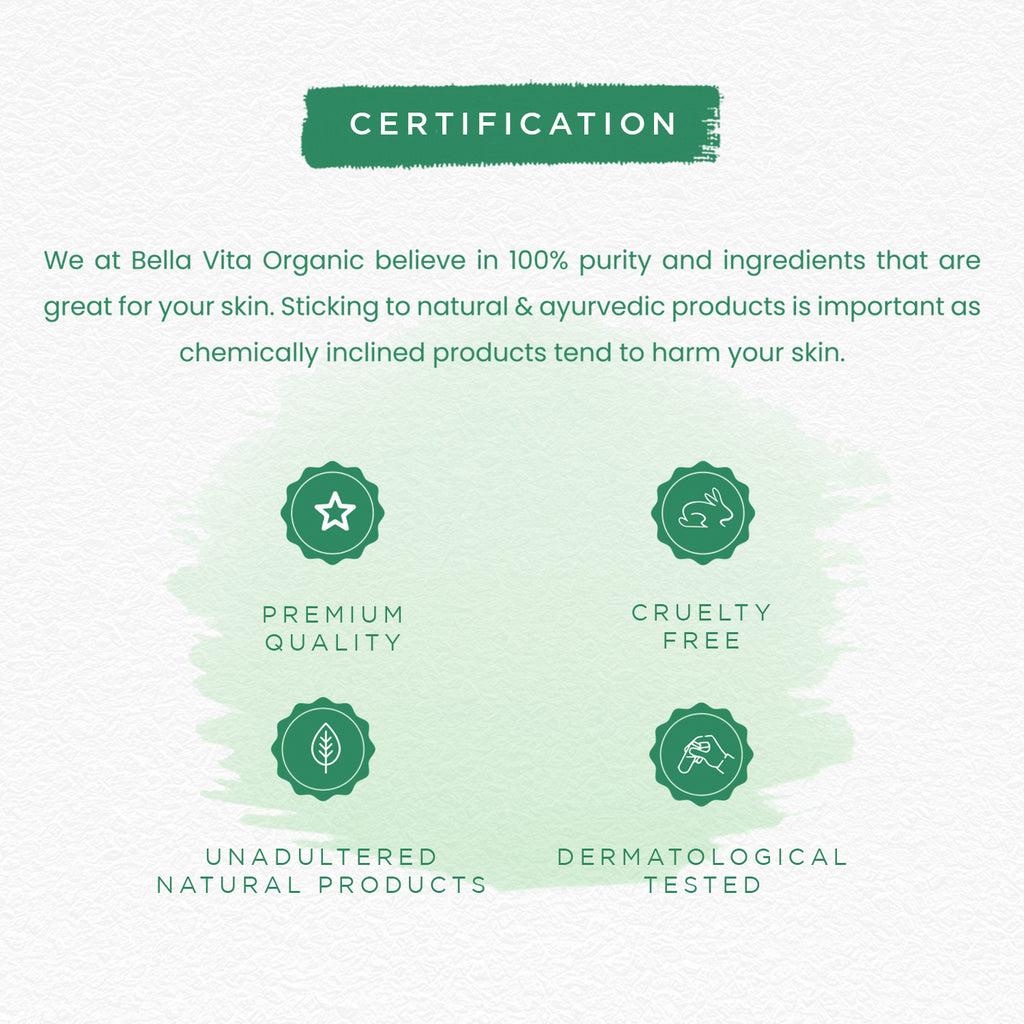 CERTIFICATION
We at Bella Vita Organic believe in 100% purity and ingredients that are
great for your skin. Sticking to natural & ayurvedic products is important as
chemically inclined products tend to harm your skin.
PREMIUM
QUALITY
CRUELTY
FREE
UNADULTERED
NATURAL PRODUCTS
DERMATOLOGICAL
TESTED